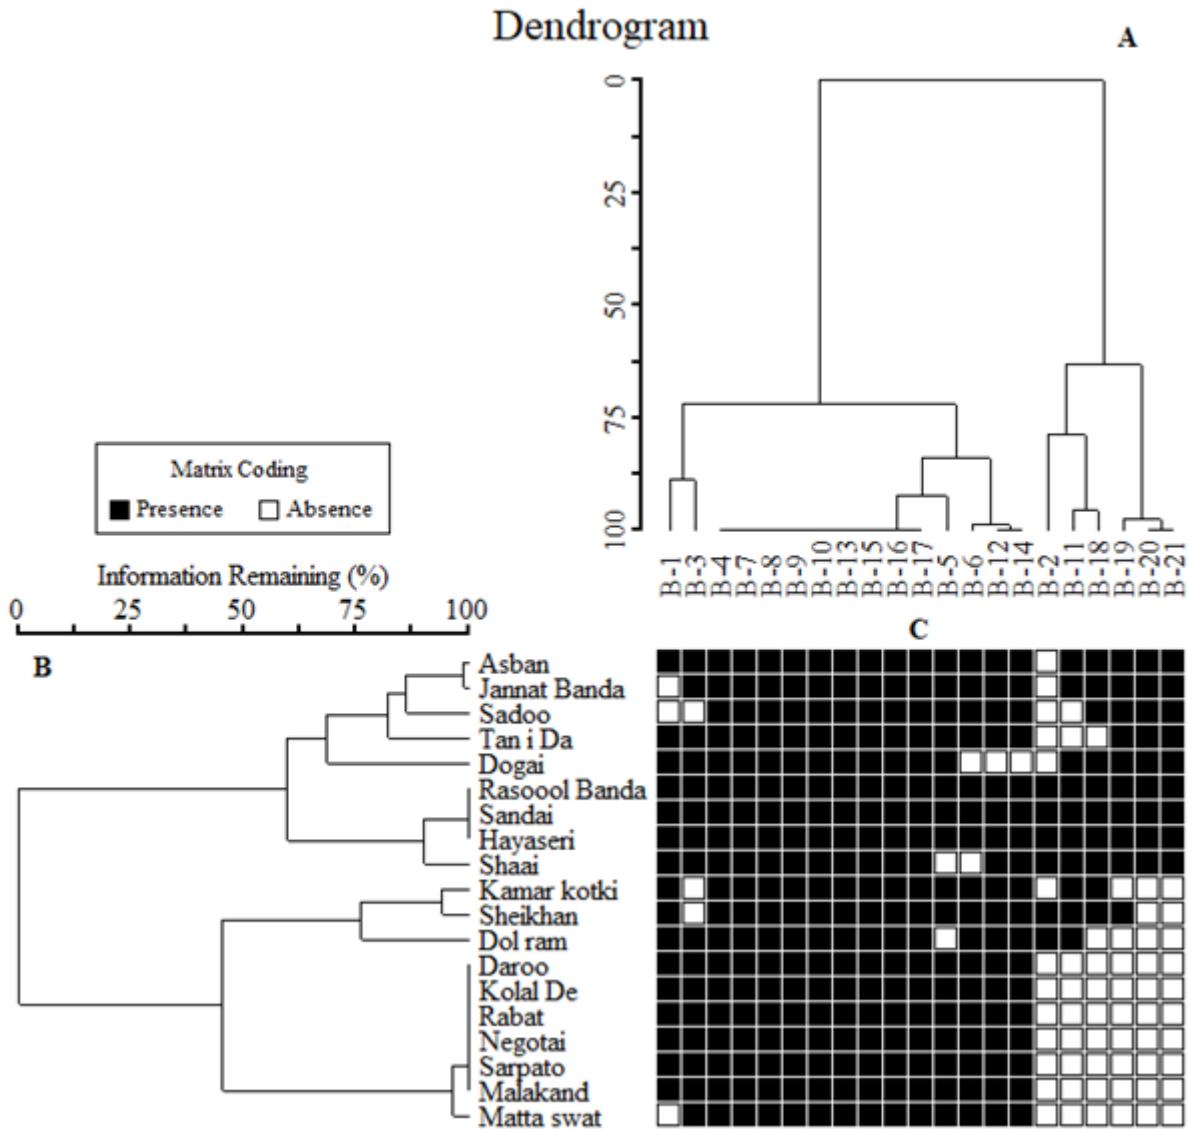 Dendrogram
A
0
25
50
75
100
Matrix Coding
Presence Absence
Information Remaining (%)
0 25 50 75 100
B-1 B-3 B-4 B-7 B-8 B-9 B-10 B-13 B-15 B-16 B-17 B-5 B-6 B-12 B-14 B-2 B-11 B-18 B-19 B-20 B-21
C
B
Asban
Jannat Banda
Sadoo
Tan i Da
Dogai
Rasoool Banda
Sandai
Hayaseri
Shaai
Kamar kotki
Sheikhan
Dol ram
Daroo
Kolal De
Rabat
Negotai
Sarpato
Malakand
Matta swat